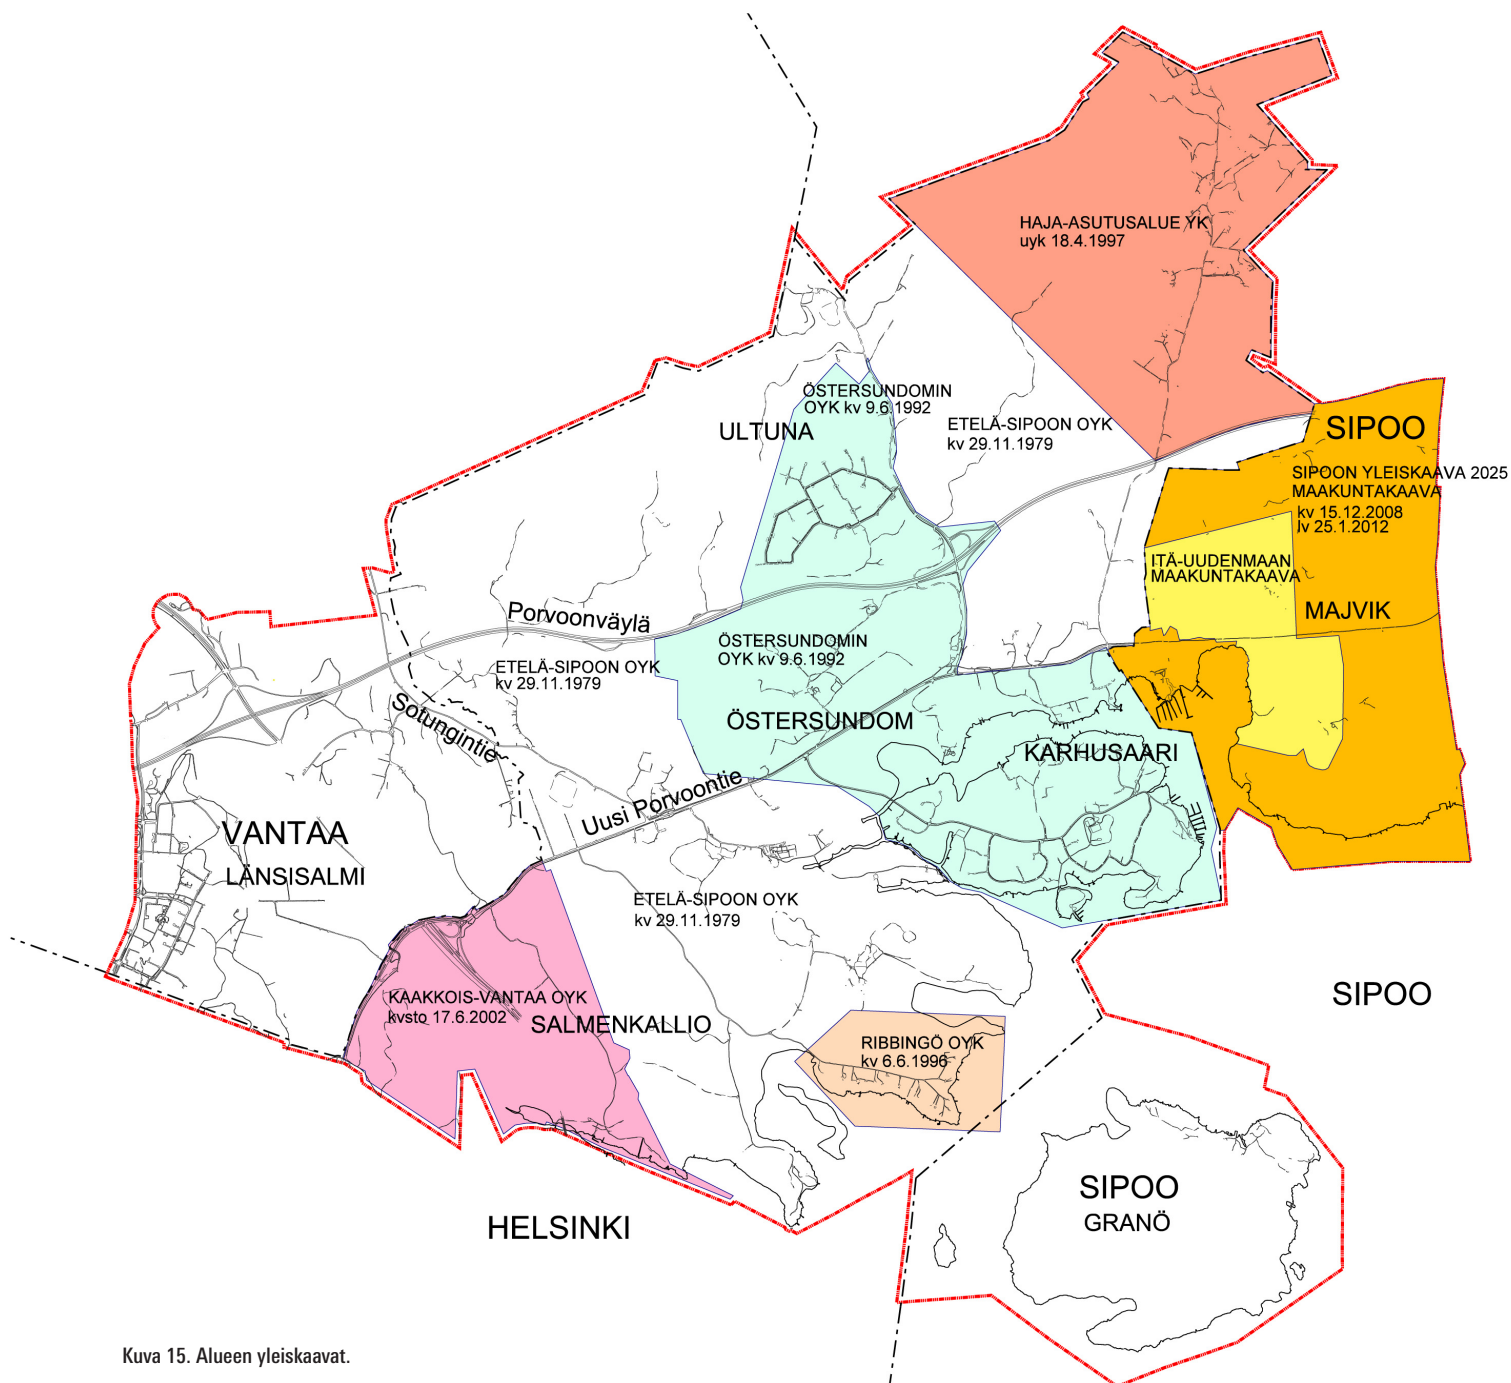 HAJA-ASUTUSALUE YK
uyk 18.4.1997
ÖSTERSUNDOMIN
OYK kv 9.6.1992
ULTUNA
ETELÄ-SIPOON OYK
kv 29.11.1979
SIPOO
SIPOON YLEISKAAVA 2025
MAAKUNTAKAAVA
kv 15.12.2008
lv 25.1.2012
ITÄ-UUDENMAAN
MAAKUNTAKAAVA
MAJVIK
Porvoonväylä
ÖSTERSUNDOMIN
OYK kv 9.6.1992
ETELÄ-SIPOON OYK
kv 29.11.1979
Sotungintie
ÖSTERSUNDOM
KARHUSAARI
Uusi Porvoontie
VANTAA
LÄNSISALMI
ETELÄ-SIPOON OYK
kv 29.11.1979
KAAKKOIS-VANTAA OYK
kvsto 17.6.2002
SALMENKALLIO
SIPOO
RIBBINGÖ OYK
kv 6.6.1996
SIPOO
GRANÖ
HELSINKI
Kuva 15. Alueen yleiskaavat.